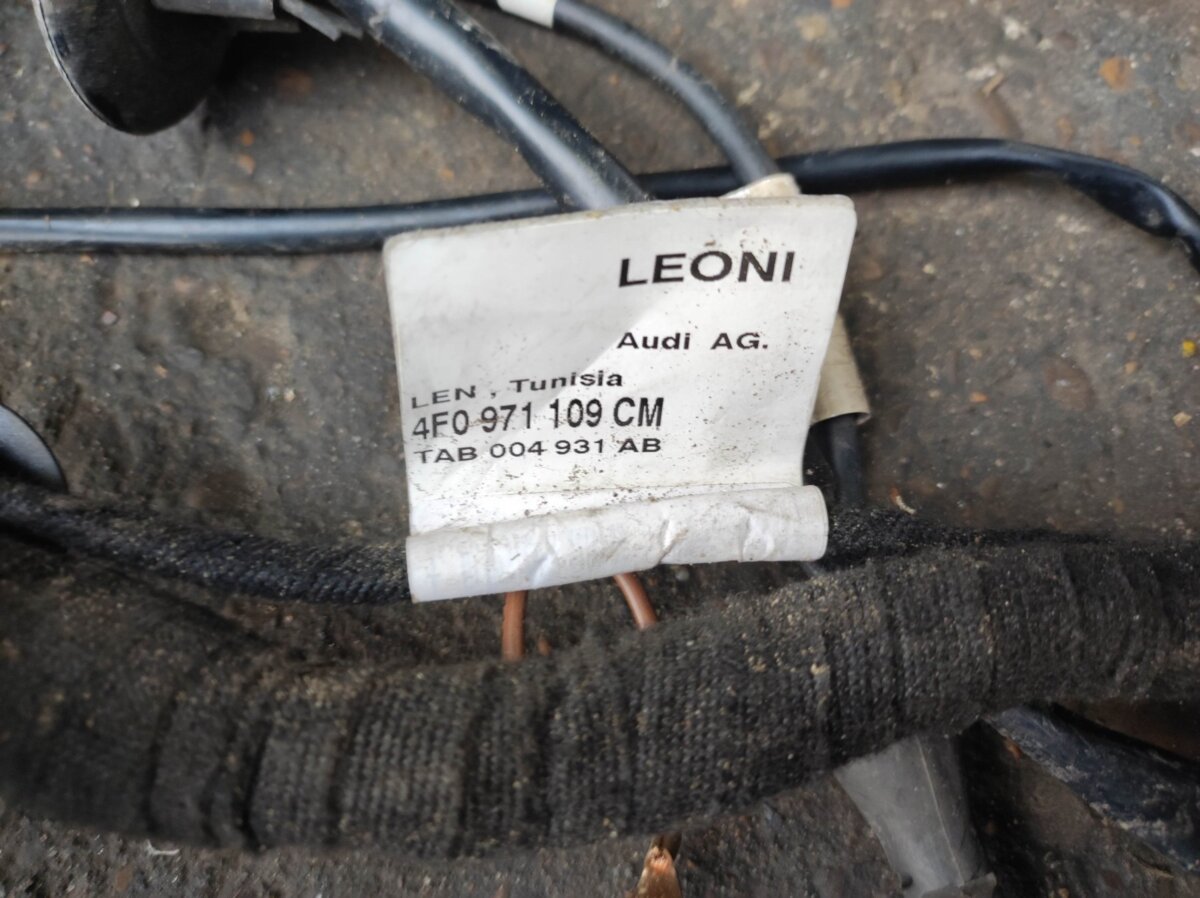 LEONI
Audi AG.
LEN , Tunisia
4F0 971 109 CM
TAB 004 931 AB